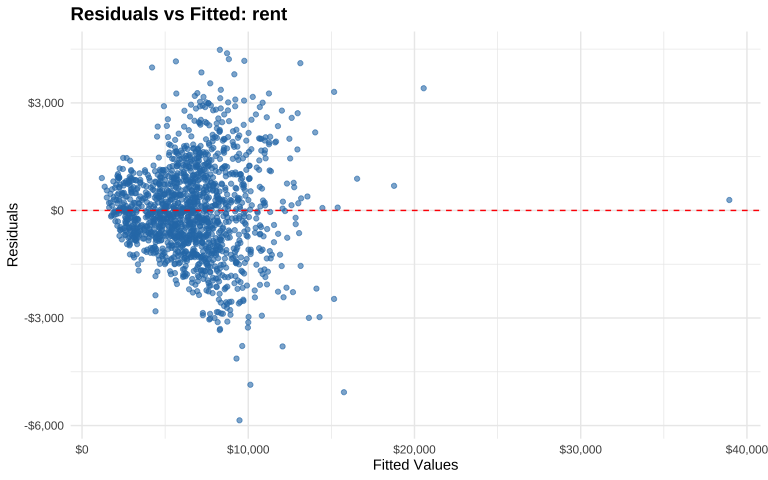 Residuals vs Fitted: rent
Residuals
$3,000
$0
-$3,000
-$6,000
$0 $10,000 $20,000 $30,000 $40,000
Fitted Values